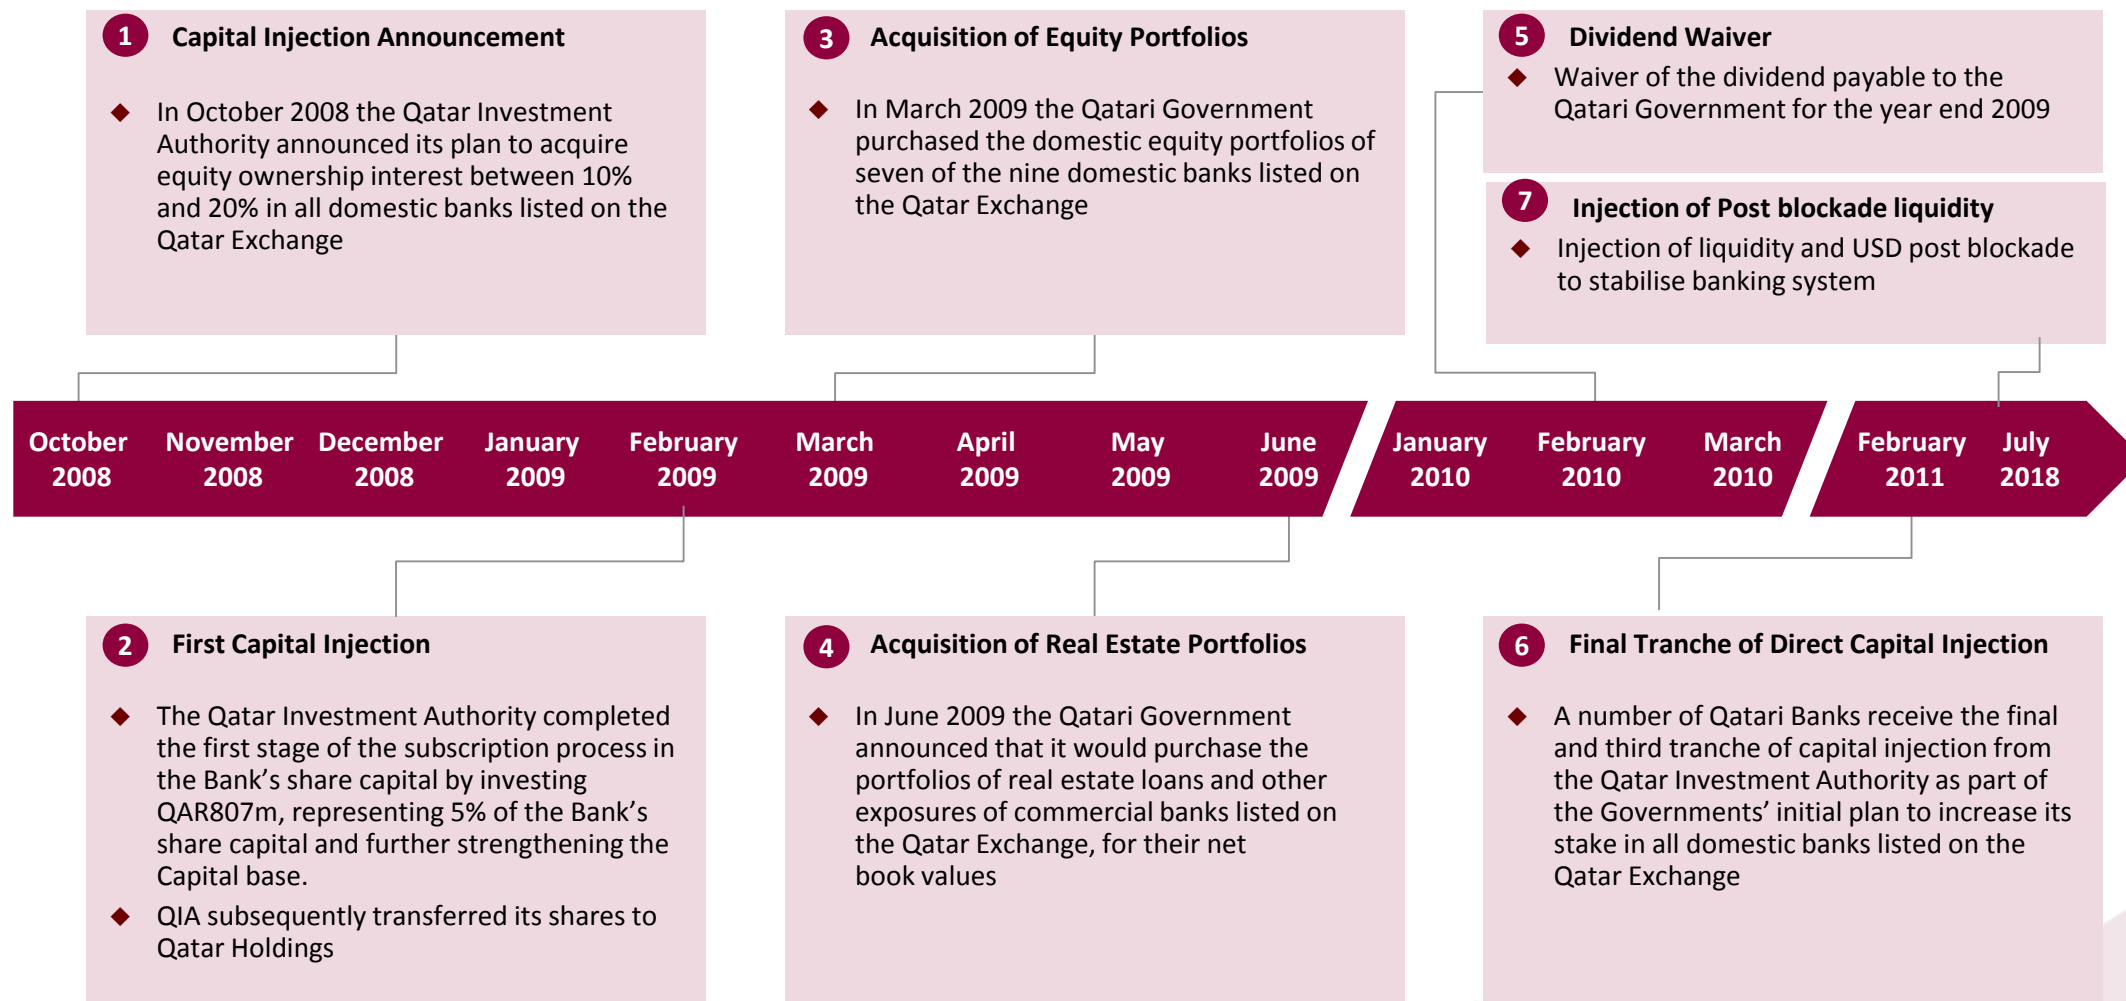 1 Capital Injection Announcement
◆ In October 2008 the Qatar Investment
Authority announced its plan to acquire
equity ownership interest between 10%
and 20% in all domestic banks listed on the
Qatar Exchange
3 Acquisition of Equity Portfolios
◆ In March 2009 the Qatari Government
purchased the domestic equity portfolios of
seven of the nine domestic banks listed on
the Qatar Exchange
5 Dividend Waiver
◆ Waiver of the dividend payable to the
Qatari Government for the year end 2009
7 Injection of Post blockade liquidity
◆ Injection of liquidity and USD post blockade
to stabilise banking system
October November December January February March April May June January February March February July
2008 2008 2008 2009 2009 2009 2009 2009 2009 2010 2010 2010 2011 2018
2 First Capital Injection
◆ The Qatar Investment Authority completed
the first stage of the subscription process in
the Bank’s share capital by investing
QAR807m, representing 5% of the Bank’s
share capital and further strengthening the
Capital base.
◆ QIA subsequently transferred its shares to
Qatar Holdings
4 Acquisition of Real Estate Portfolios
◆ In June 2009 the Qatari Government
announced that it would purchase the
portfolios of real estate loans and other
exposures of commercial banks listed on
the Qatar Exchange, for their net
book values
6 Final Tranche of Direct Capital Injection
◆ A number of Qatari Banks receive the final
and third tranche of capital injection from
the Qatar Investment Authority as part of
the Governments’ initial plan to increase its
stake in all domestic banks listed on the
Qatar Exchange